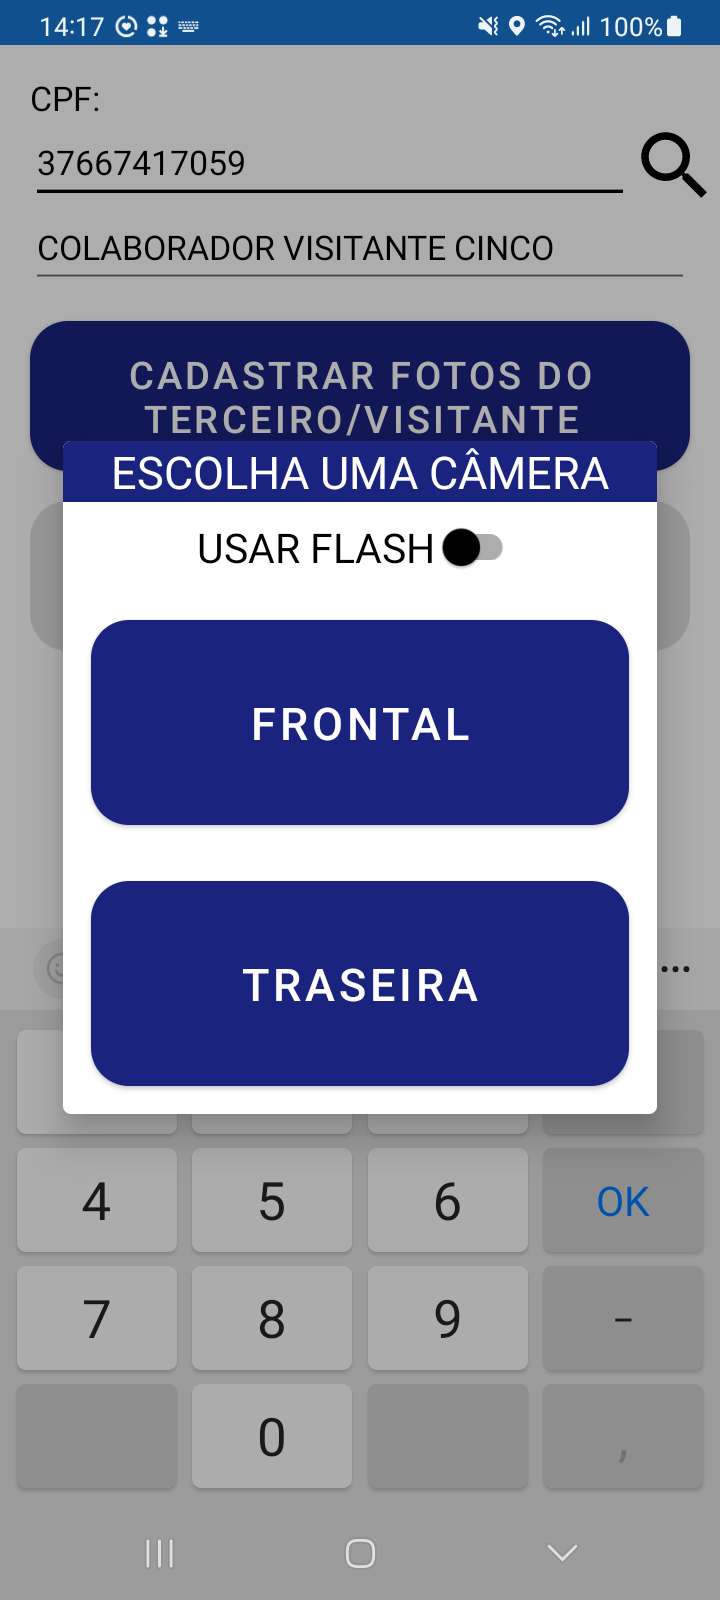 14:17 100%
CPF:
37667417059
COLABORADOR VISITANTE CINCO
CADASTRAR FOTOS DO
TERCEIRO/VISITANTE
ESCOLHA UMA CÂMERA
USAR FLASH
FRONTAL
TRASEIRA
4 5 6 OK
7 8 9 -
0 ,